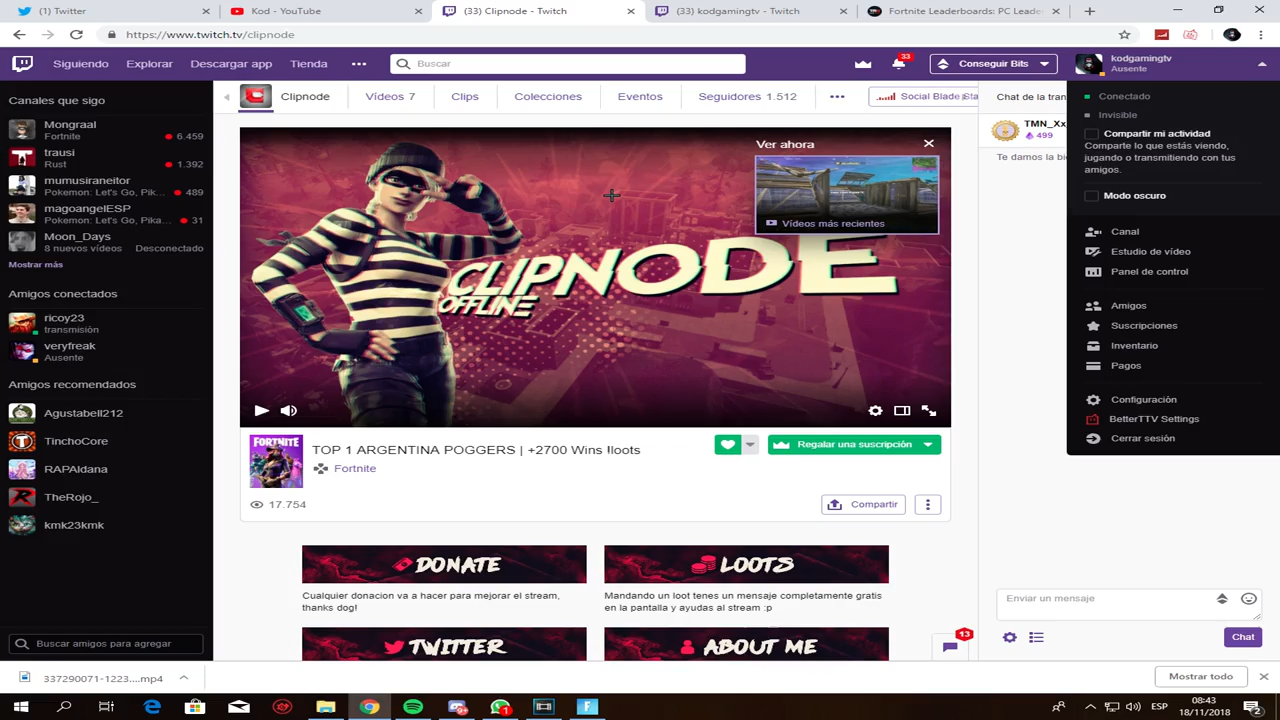 (1) Twitter
Kod - YouTube
(33) Clipnode - Twitch
(33) kodgamingtv - Twitch
Fortnite Leaderboards: PC Leader
https://www.twitch.tv/clipnode
Siguiendo
Explorar
Descargar app
Tienda
Buscar
33
Conseguir Bits
kodgamingtv
Ausente
Canales que sigo
Mongraal
Fortnite
6.459
trausi
Rust
1.392
mumusiraneitor
Pokemon: Let's Go, Pik...
489
magoangelESP
Pokemon: Let's Go, Pika...
31
Moon_Days
8 nuevos vídeos
Desconectado
Mostrar más
Amigos conectados
ricoy23
transmisión
veryfreak
Ausente
Amigos recomendados
Agustabell212
TinchoCore
RAPAldana
TheRojo_
kmk23kmk
Buscar amigos para agregar
Clipnode
Vídeos 7
Clips
Colecciones
Eventos
Seguidores 1.512
Social Blade
Ver ahora
Vídeos más recientes
CLIPNODE
OFFLINE
FORTNITE
TOP 1 ARGENTINA POGGERS | +2700 Wins !loots
Fortnite
Regalar una suscripción
17.754
Compartir
DONATE
Cualquier donacion va a hacer para mejorar el stream,
thanks dog!
LOOTS
Mandando un loot tenes un mensaje completamente gratis
en la pantalla y ayudas al stream :p
TWITTER
ABOUT ME
13
Chat de la tran
TMN_Xx
499
Te damos la bi
Conectado
Invisible
Compartir mi actividad
Comparte lo que estás viendo,
jugando o transmitiendo con tus
amigos.
Modo oscuro
Canal
Estudio de vídeo
Panel de control
Amigos
Suscripciones
Inventario
Pagos
Configuración
BetterTTV Settings
Cerrar sesión
Enviar un mensaje
Chat
337290071-1223....mp4
Mostrar todo
1
ESP
08:43
18/11/2018
2